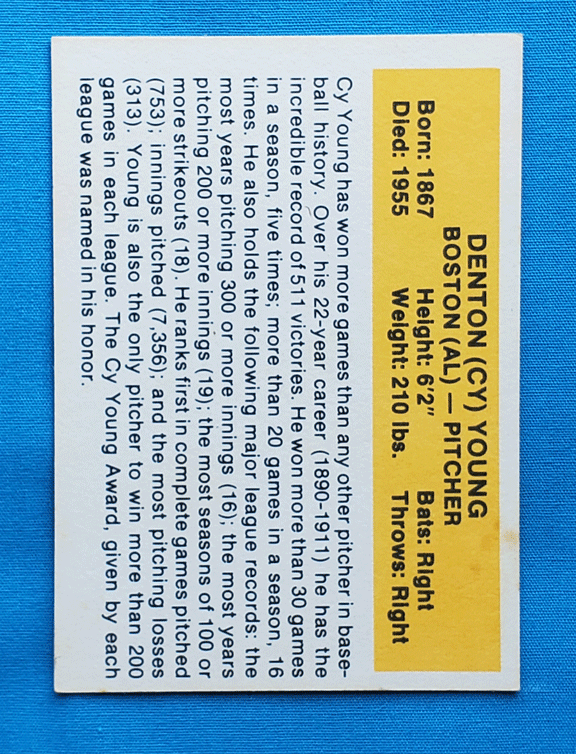 DENTON (CY) YOUNG
BOSTON (AL) — PITCHER
Born: 1867 Height: 6'2" Bats: Right
Died: 1955 Weight: 210 lbs. Throws: Right
Cy Young has won more games than any other pitcher in base-
ball history. Over his 22-year career (1890-1911) he has the
incredible record of 511 victories. He won more than 30 games
in a season, five times; more than 20 games in a season, 16
times. He also holds the following major league records: the
most years pitching 300 or more innings (16); the most years
pitching 200 or more innings (19); the most seasons of 100 or
more strikeouts (18). He ranks first in complete games pitched
(753); innings pitched (7,356); and the most pitching losses
(313). Young is also the only pitcher to win more than 200
games in each league. The Cy Young Award, given by each
league was named in his honor.